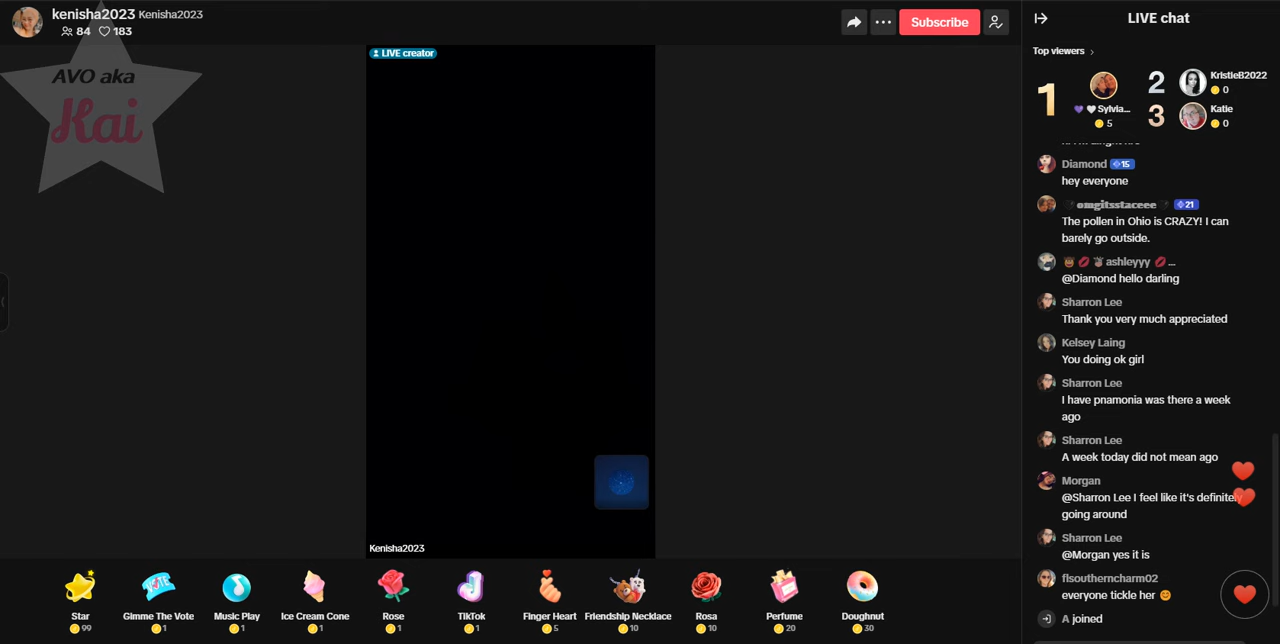 kenisha2023 Kenisha2023
84 183
Subscribe
AVO aka
Kai
LIVE creator
Kenisha2023
Star
99
Gimme The Vote
1
Music Play
1
Ice Cream Cone
1
Rose
1
TikTok
1
Finger Heart
5
Friendship Necklace
10
Rosa
10
Perfume
20
Doughnut
30
LIVE chat
Top viewers
1
Sylvia...
5
2
KristieB2022
0
3
Katie
0
Diamond 15
hey everyone
omgitsstaceee 21
The pollen in Ohio is CRAZY! I can
barely go outside.
ashleyyy ...
@Diamond hello darling
Sharron Lee
Thank you very much appreciated
Kelsey Laing
You doing ok girl
Sharron Lee
I have pnamonia was there a week
ago
Sharron Lee
A week today did not mean ago
Morgan
@Sharron Lee I feel like it's definitely
going around
Sharron Lee
@Morgan yes it is
flsoutherncharm02
everyone tickle her
A joined